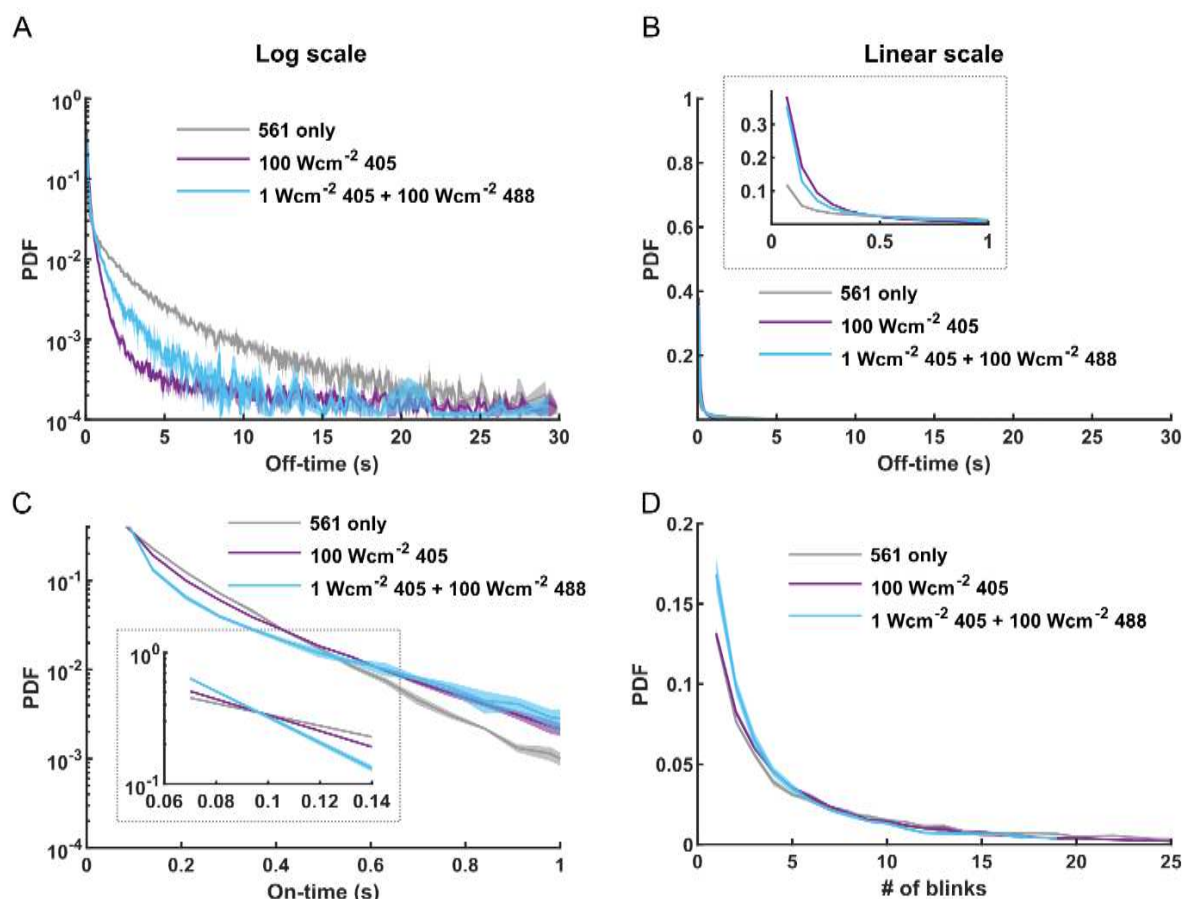 A
Log scale
10^0
10^-1
10^-2
10^-3
10^-4
PDF
561 only
100 Wcm^-2 405
1 Wcm^-2 405 + 100 Wcm^-2 488
0 5 10 15 20 25 30
Off-time (s)
B
Linear scale
1
0.8
0.6
0.4
0.2
PDF
0.3
0.2
0.1
0 0.5 1
561 only
100 Wcm^-2 405
1 Wcm^-2 405 + 100 Wcm^-2 488
0 5 10 15 20 25 30
Off-time (s)
C
561 only
100 Wcm^-2 405
1 Wcm^-2 405 + 100 Wcm^-2 488
10^-1
10^-2
10^-3
10^-4
PDF
10^0
10^-1
0.06 0.08 0.1 0.12 0.14
0 0.2 0.4 0.6 0.8 1
On-time (s)
D
0.2
0.15
0.1
0.05
0
PDF
561 only
100 Wcm^-2 405
1 Wcm^-2 405 + 100 Wcm^-2 488
0 5 10 15 20 25
# of blinks